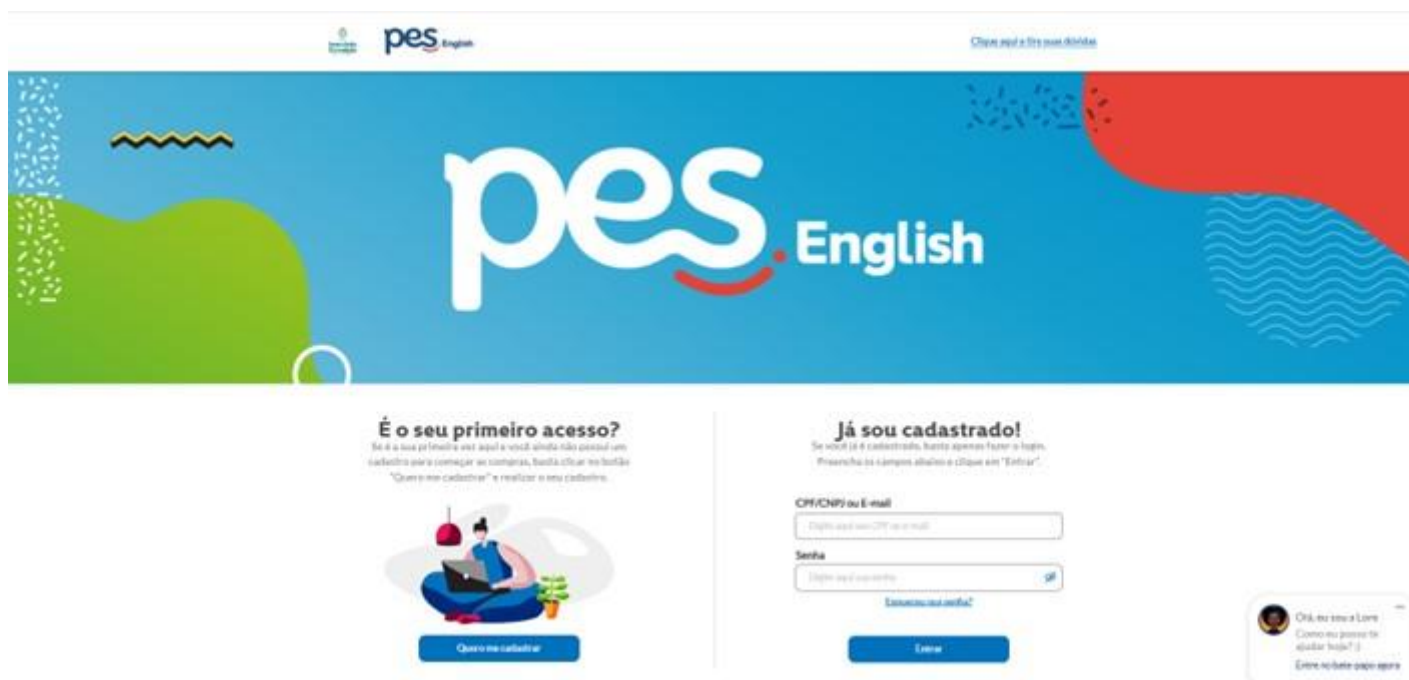 pes English
Clique aqui e tire suas dúvidas
pes. English
É o seu primeiro acesso?
Se é a sua primeira vez aqui e você ainda não possui um
cadastro para começar as compras, basta clicar no botão
"Quero me cadastrar" e realizar o seu cadastro.
Quero me cadastrar
Já sou cadastrado!
Se você já é cadastrado, basta apenas fazer o login.
Preencha os campos abaixo e clique em "Entrar".
CPF/CNPJ ou E-mail
Digite aqui seu CPF ou e-mail
Senha
Digite aqui sua senha
Esqueceu sua senha?
Entrar
Olá, eu sou a Lore
Como eu posso te
ajudar hoje? :)
Entre no bate-papo agora